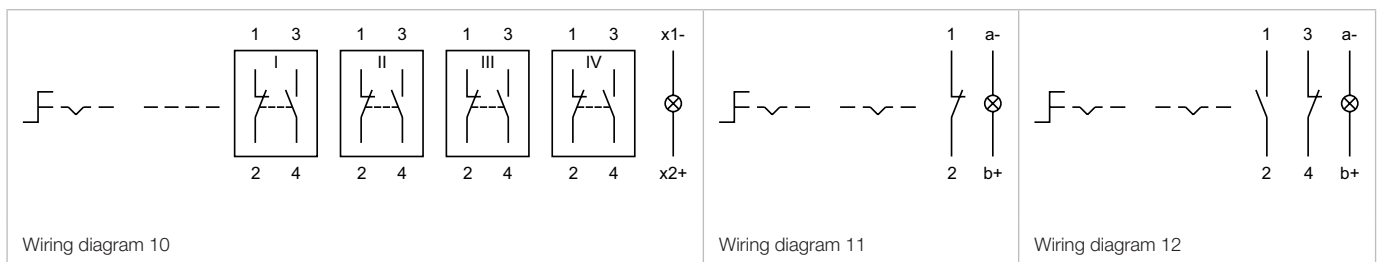 1 3 1 3 1 3 1 3 x1- 1 a- 1 3 a-
I II III IV
2 4 2 4 2 4 2 4 x2+ 2 b+ 2 4 b+
Wiring diagram 10 Wiring diagram 11 Wiring diagram 12